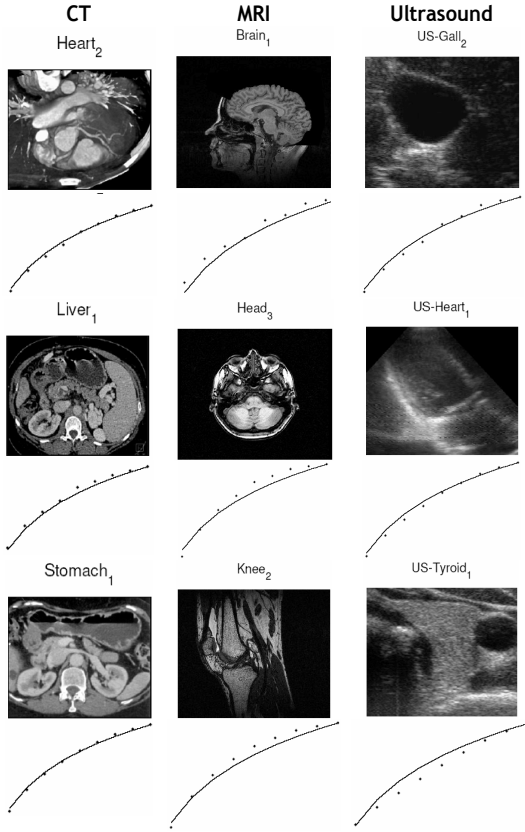 CT MRI Ultrasound
Heart2 Brain1 US-Gall2
Liver1 Head3 US-Heart1
Stomach1 Knee2 US-Tyroid1